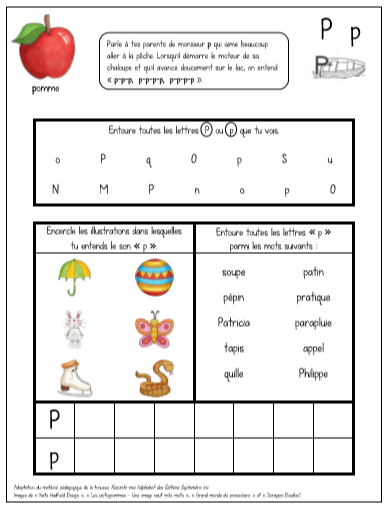 P p
Parle à tes parents de monsieur p qui aime beaucoup
aller à la pêche. Lorsqu'il démarre le moteur de sa
chaloupe et qu'il avance doucement sur le lac, on entend
« p-p-p, p-p-p-p, p-p-p-p ».
P
pomme
Entoure toutes les lettres P ou p que tu vois.
o P q O p S u
N M P n o p O
Encercle les illustrations dans lesquelles
tu entends le son « p ».
Entoure toutes les lettres « p »
parmi les mots suivants :
soupe patin
pépin pratique
Patricia parapluie
tapis appel
quille Philippe
P
p
Adaptation du matériel pédagogique de la trousse Raconte-moi l'alphabet des Éditions Septembre inc.
Images de « Kate Hadfield Design », « Les pictogrammes - Une image vaut mille mots », « Grand monde du préscolaire » et « Scrappin Doodles »